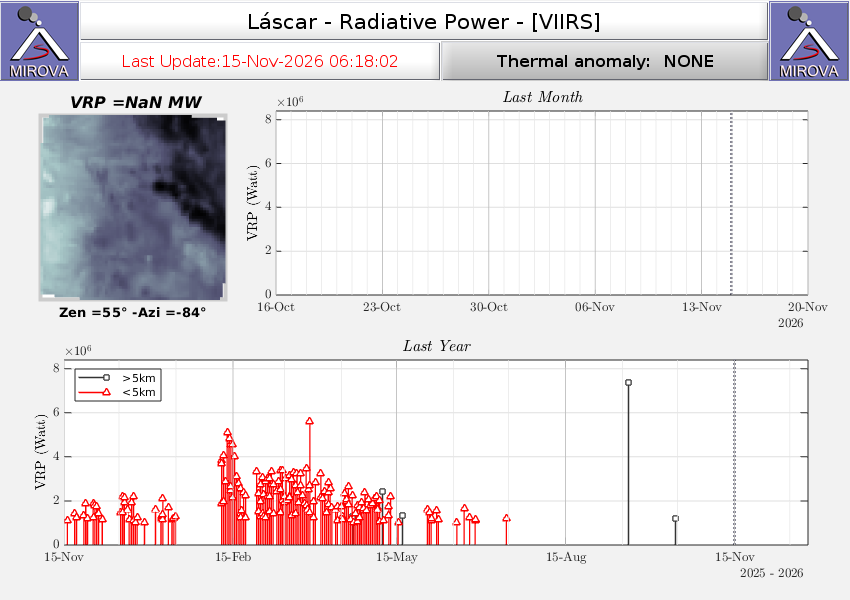 Láscar - Radiative Power - [VIIRS]
MIROVA
Last Update:15-Nov-2026 06:18:02
Thermal anomaly: NONE
MIROVA
VRP =NaN MW
Zen =55° -Azi =-84°
Last Month
×10⁶
VRP (Watt)
8
6
4
2
0
16-Oct
23-Oct
30-Oct
06-Nov
13-Nov
20-Nov
2026
Last Year
×10⁶
VRP (Watt)
8
6
4
2
0
>5km
<5km
15-Nov
15-Feb
15-May
15-Aug
15-Nov
2025 - 2026